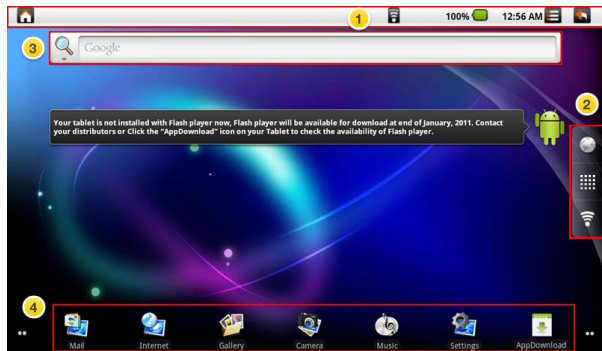 1
100%
12:56 AM
3
Google
2
Your tablet is not installed with Flash player now, Flash player will be available for download at end of January, 2011. Contact
your distributors or Click the “AppDownload” icon on your Tablet to check the availability of Flash player.
4
Mail
Internet
Gallery
Camera
Music
Settings
AppDownload